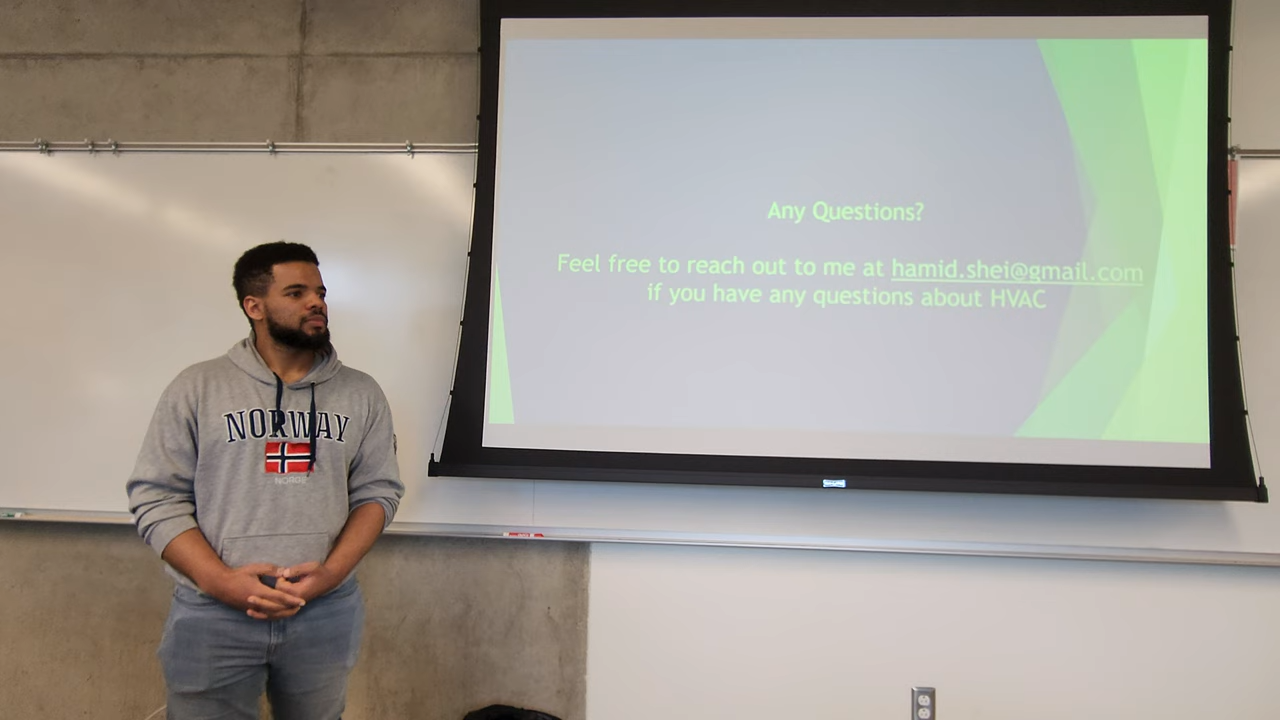 Any Questions?
Feel free to reach out to me at hamid.shei@gmail.com
if you have any questions about HVAC
NORWAY
NORGE